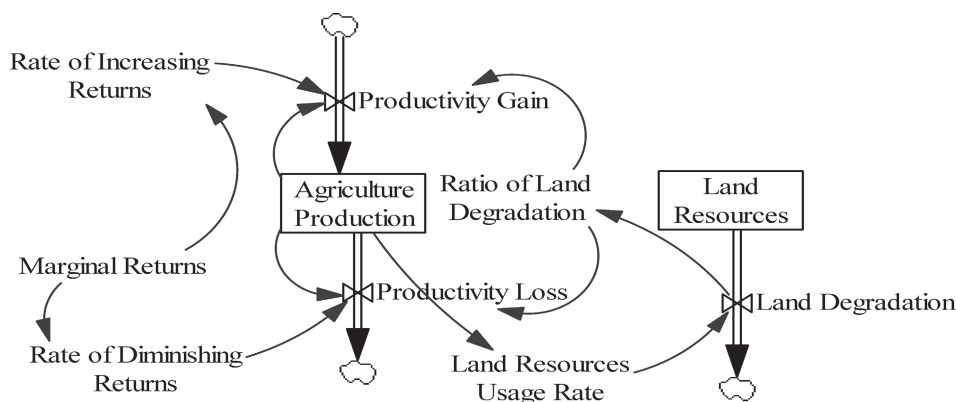 Rate of Increasing
Returns
Productivity Gain
Agriculture
Production
Ratio of Land
Degradation
Land
Resources
Marginal Returns
Productivity Loss
Land Degradation
Rate of Diminishing
Returns
Land Resources
Usage Rate